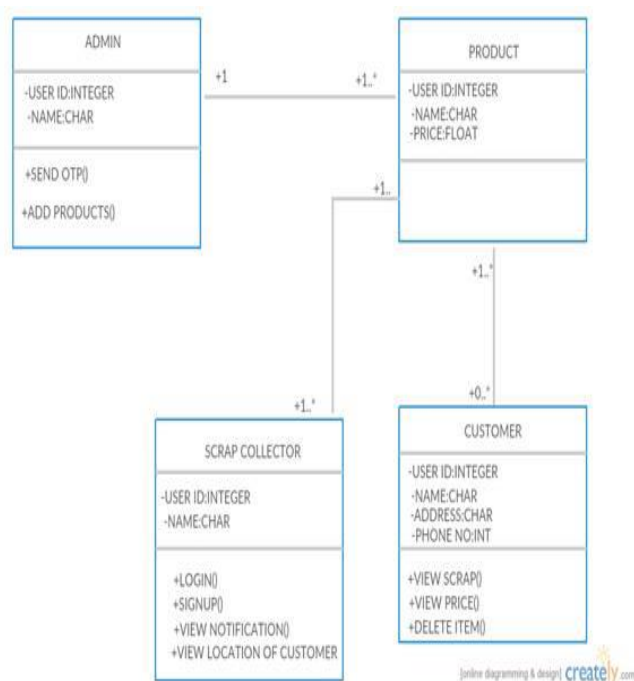 ADMIN
-USER ID:INTEGER
-NAME:CHAR
+SEND OTP()
+ADD PRODUCTS()
+1
+1..*
PRODUCT
-USER ID:INTEGER
-NAME:CHAR
-PRICE:FLOAT
+1..
+1..*
+1..*
+0..*
SCRAP COLLECTOR
-USER ID:INTEGER
-NAME:CHAR
+LOGIN()
+SIGNUP()
+VIEW NOTIFICATION()
+VIEW LOCATION OF CUSTOMER
CUSTOMER
-USER ID:INTEGER
-NAME:CHAR
-ADDRESS:CHAR
-PHONE NO:INT
+VIEW SCRAP()
+VIEW PRICE()
+DELETE ITEM()
[online diagramming & design] creately.com